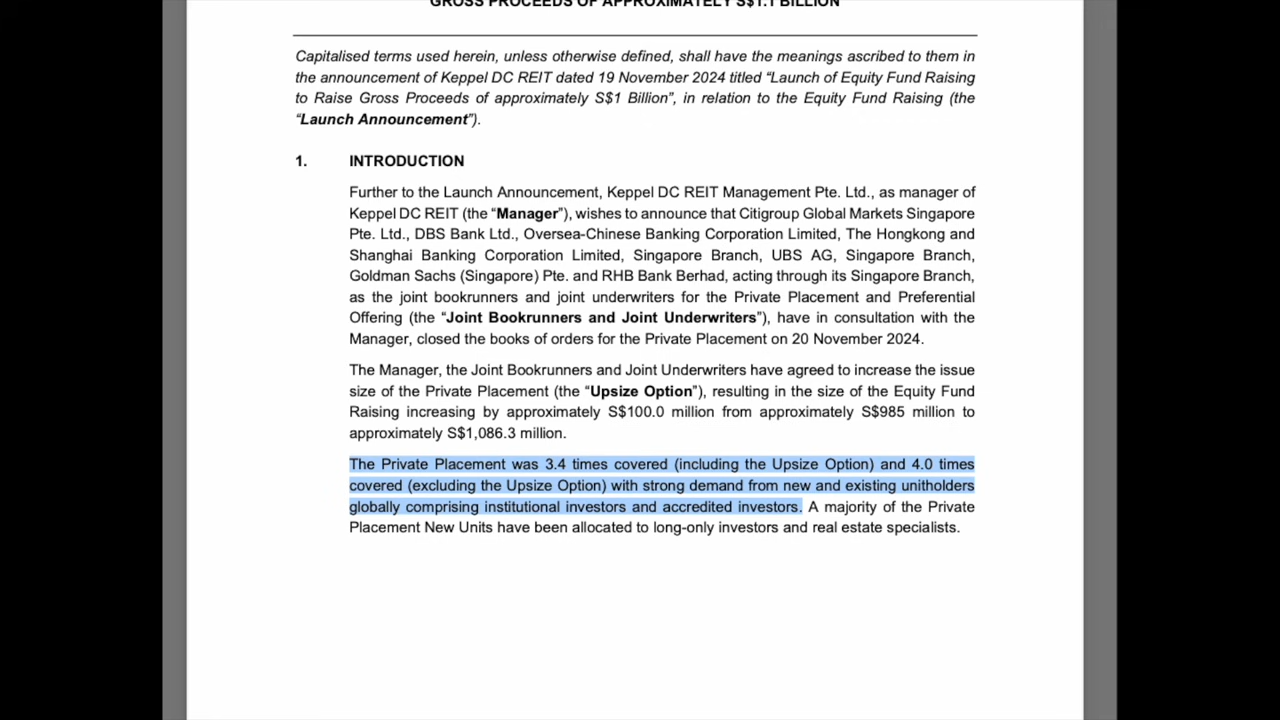 GROSS PROCEEDS OF APPROXIMATELY S$1.1 BILLION
Capitalised terms used herein, unless otherwise defined, shall have the meanings ascribed to them in
the announcement of Keppel DC REIT dated 19 November 2024 titled “Launch of Equity Fund Raising
to Raise Gross Proceeds of approximately S$1 Billion”, in relation to the Equity Fund Raising (the
“Launch Announcement”).
1. INTRODUCTION
Further to the Launch Announcement, Keppel DC REIT Management Pte. Ltd., as manager of
Keppel DC REIT (the “Manager”), wishes to announce that Citigroup Global Markets Singapore
Pte. Ltd., DBS Bank Ltd., Oversea-Chinese Banking Corporation Limited, The Hongkong and
Shanghai Banking Corporation Limited, Singapore Branch, UBS AG, Singapore Branch,
Goldman Sachs (Singapore) Pte. and RHB Bank Berhad, acting through its Singapore Branch,
as the joint bookrunners and joint underwriters for the Private Placement and Preferential
Offering (the “Joint Bookrunners and Joint Underwriters”), have in consultation with the
Manager, closed the books of orders for the Private Placement on 20 November 2024.
The Manager, the Joint Bookrunners and Joint Underwriters have agreed to increase the issue
size of the Private Placement (the “Upsize Option”), resulting in the size of the Equity Fund
Raising increasing by approximately S$100.0 million from approximately S$985 million to
approximately S$1,086.3 million.
The Private Placement was 3.4 times covered (including the Upsize Option) and 4.0 times
covered (excluding the Upsize Option) with strong demand from new and existing unitholders
globally comprising institutional investors and accredited investors. A majority of the Private
Placement New Units have been allocated to long-only investors and real estate specialists.